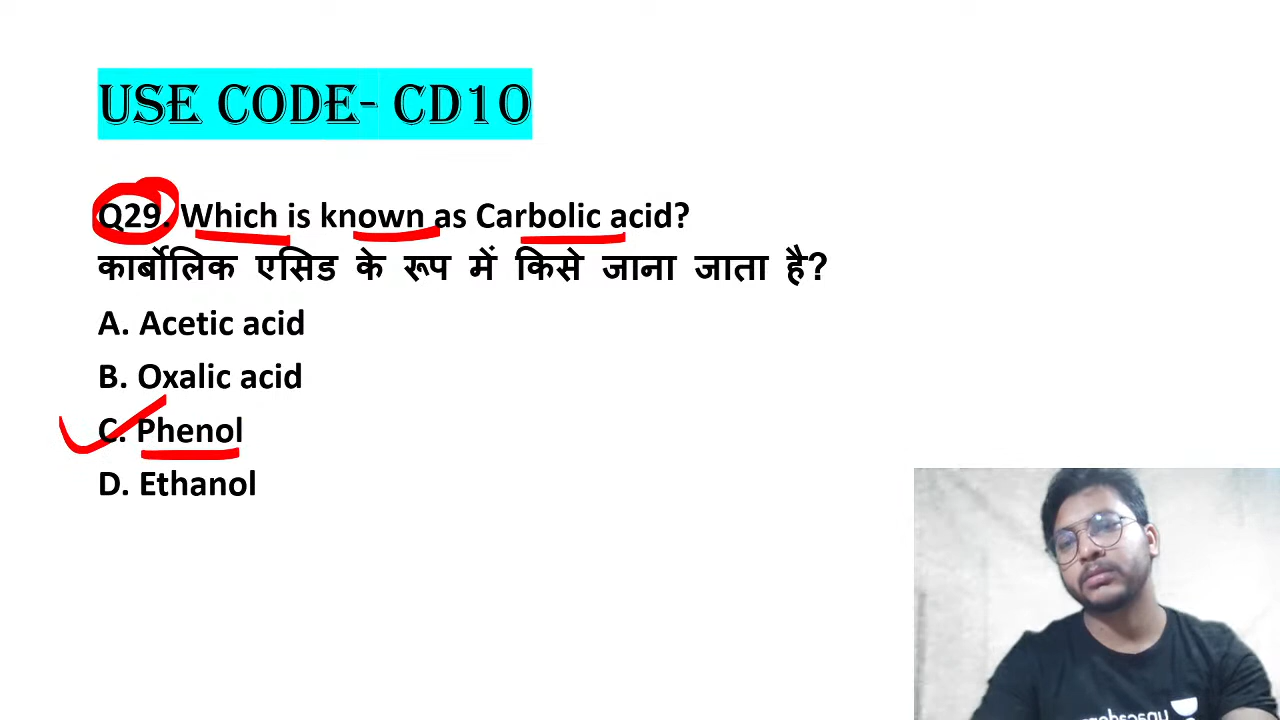 USE CODE- CD10
Q29. Which is known as Carbolic acid?
कार्बोलिक एसिड के रूप में किसे जाना जाता है?
A. Acetic acid
B. Oxalic acid
C. Phenol
D. Ethanol